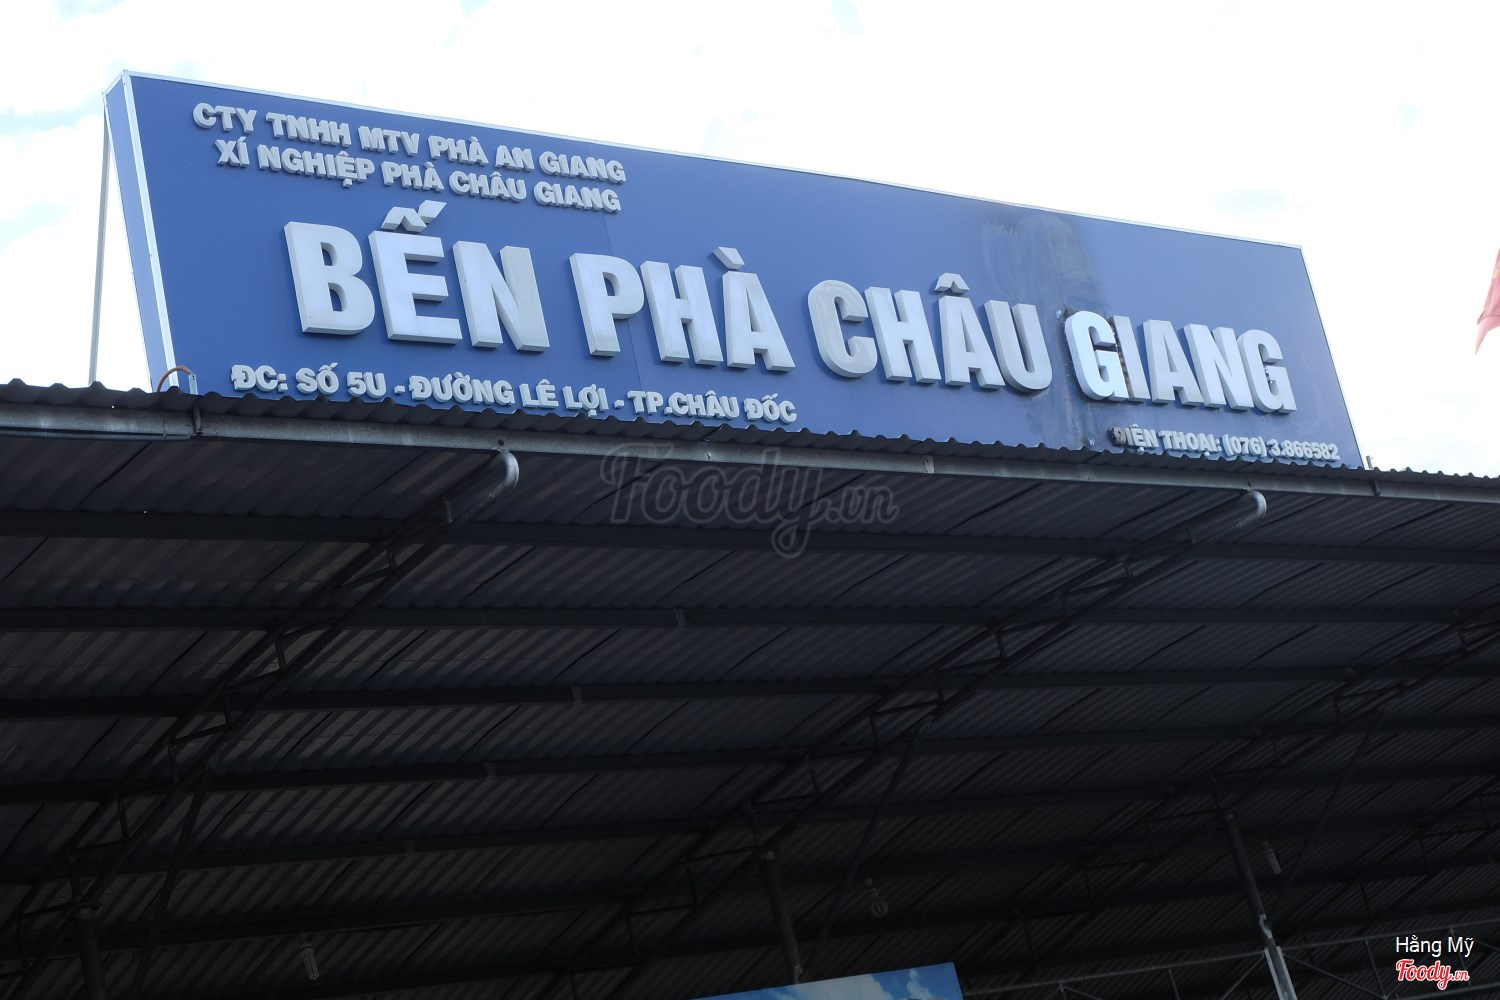 CTY TNHH MTV PHÀ AN GIANG
XÍ NGHIỆP PHÀ CHÂU GIANG
BẾN PHÀ CHÂU GIANG
ĐC: SỐ 5U - ĐƯỜNG LÊ LỢI - TP.CHÂU ĐỐC
ĐIỆN THOẠI: (076) 3.866582
Foody.vn
Hằng Mỹ
Foody.vn